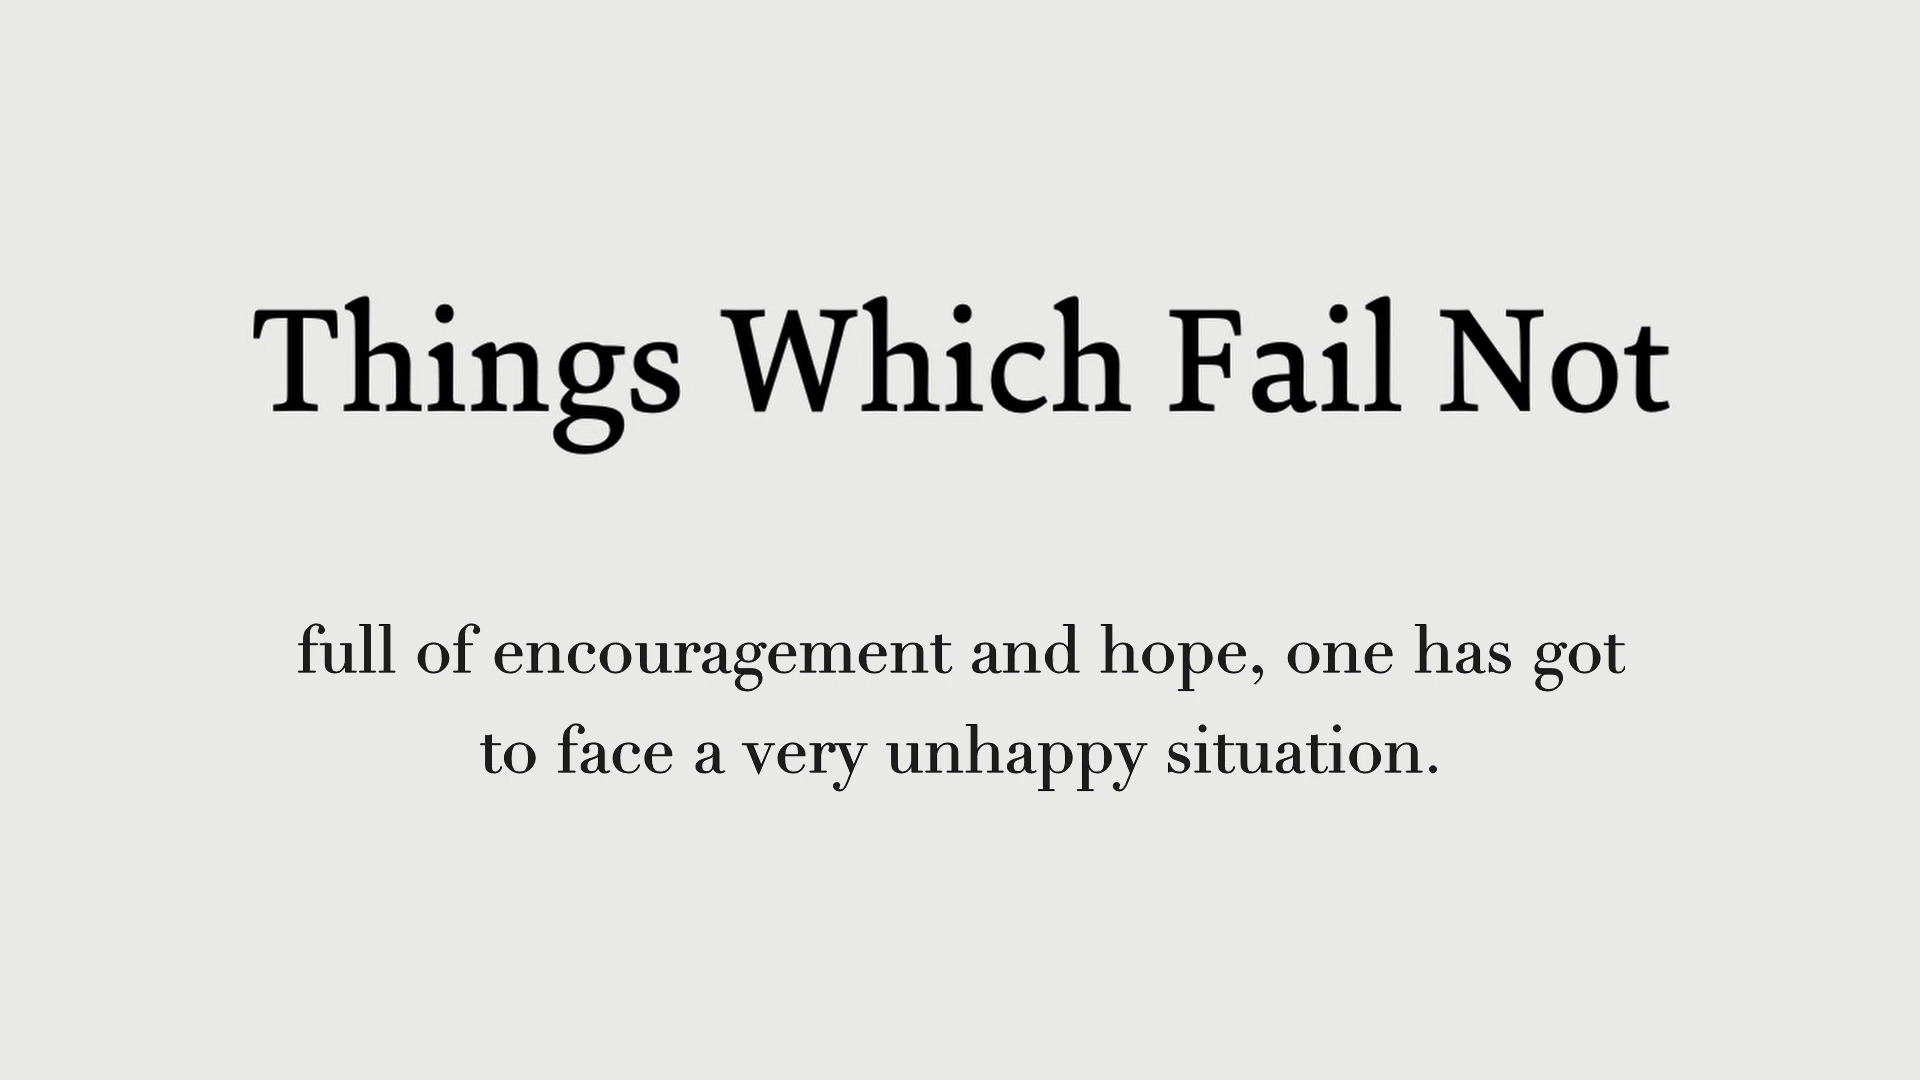 Things Which Fail Not
full of encouragement and hope, one has got
to face a very unhappy situation.